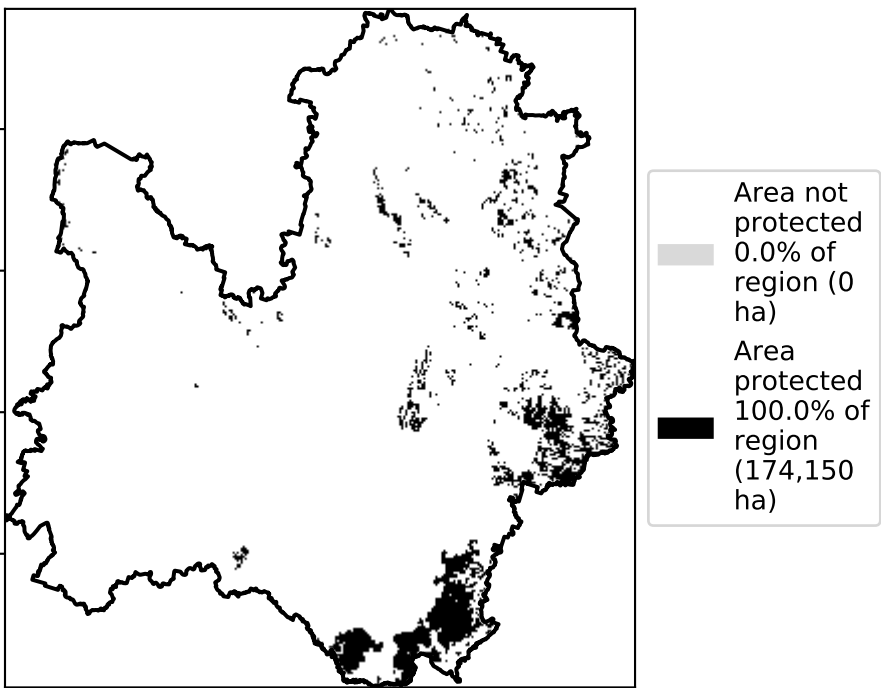 Area not
protected
0.0% of
region (0
ha)
Area
protected
100.0% of
region
(174,150
ha)